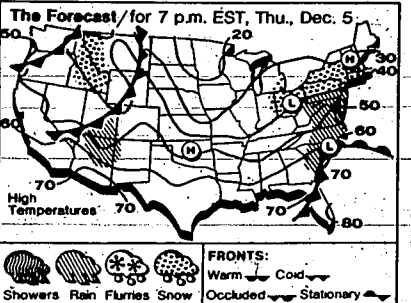 The Forecast/for 7 p.m. EST, Thu., Dec. 5
50
20
H
30
40
L
50
60
60
H
L
70
70
High
Temperatures
70
70
80
Showers Rain Flurries Snow
FRONTS:
Warm Cold
Occluded Stationary